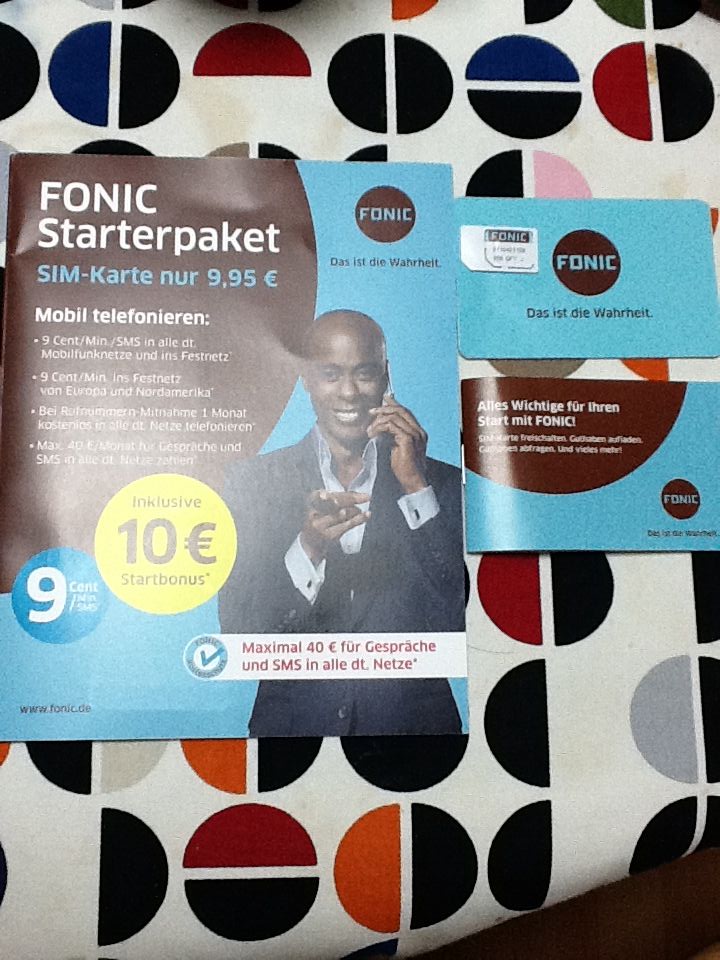 FONIC
Starterpaket
SIM-Karte nur 9,95 €
FONIC
Das ist die Wahrheit.
Mobil telefonieren:
• 9 Cent/Min./SMS in alle dt.
Mobilfunknetze und ins Festnetz*
• 9 Cent/Min. ins Festnetz
von Europa und Nordamerika*
• Bei Rufnummern-Mitnahme 1 Monat
kostenlos in alle dt. Netze telefonieren*
• Max. 40 €/Monat für Gespräche und
SMS in alle dt. Netze zahlen*
Inklusive
10 €
Startbonus*
9 Cent
/Min.
SMS
Maximal 40 € für Gespräche
und SMS in alle dt. Netze*
www.fonic.de
FONIC
FONIC
Das ist die Wahrheit.
Alles Wichtige für Ihren
Start mit FONIC!
SIM-Karte freischalten. Guthaben aufladen.
Guthaben abfragen. Und vieles mehr!
FONIC
Das ist die Wahrheit.